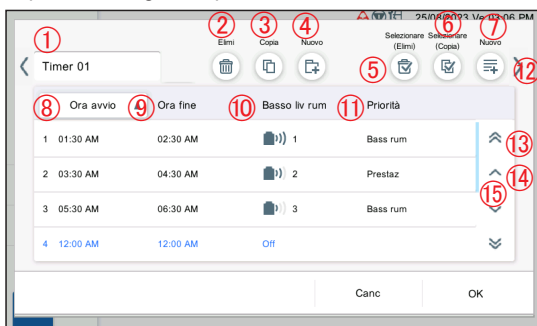 25/08/2023 Ve 03:06 PM
① ② ③ ④ ⑤ ⑥ ⑦
Elimi Copia Nuovo Selezionare (Elimi) Selezionare (Copia) Nuovo
Timer 01
⑫
⑧ Ora avvio ⑨ Ora fine ⑩ Basso liv rum ⑪ Priorità
1 01:30 AM 02:30 AM 1 Bass rum ⑬
2 03:30 AM 04:30 AM 2 Prestaz ⑭
⑮
3 05:30 AM 06:30 AM 3 Bass rum
4 12:00 AM 12:00 AM Off
Canc OK